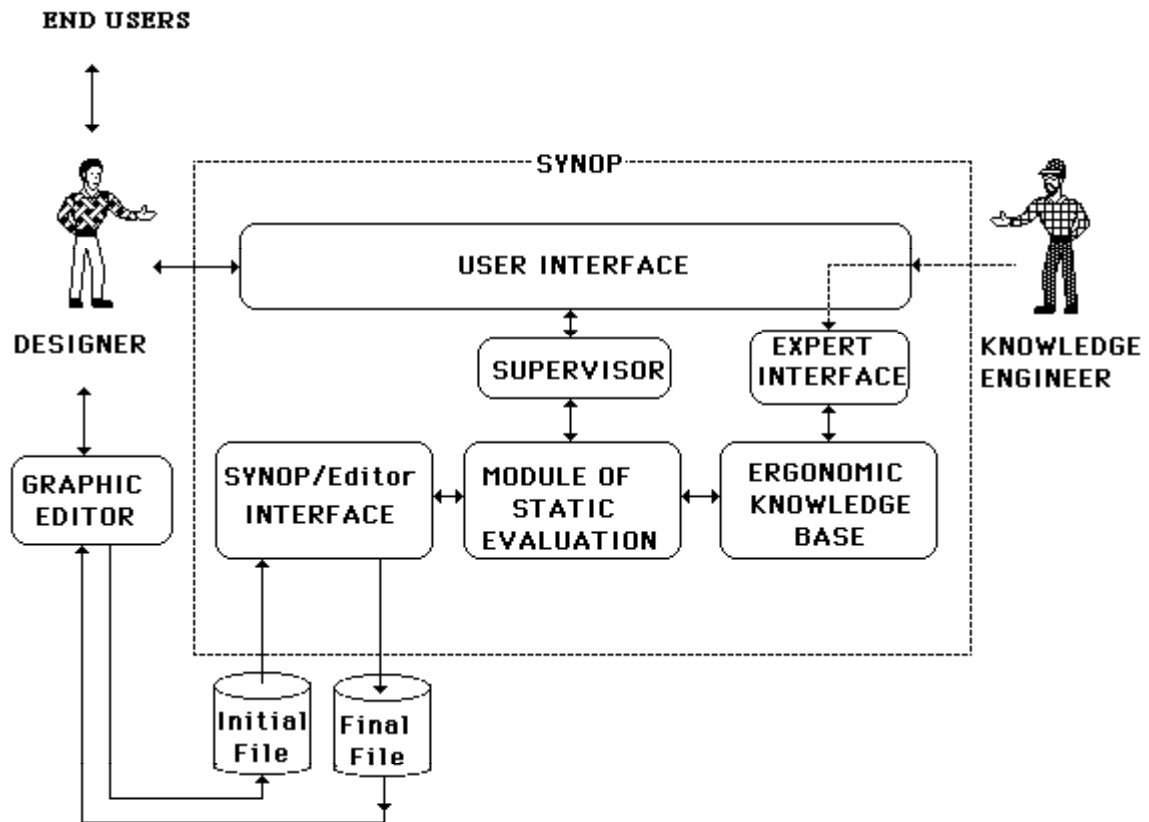 END USERS
SYNOP
USER INTERFACE
DESIGNER
SUPERVISOR
EXPERT
INTERFACE
KNOWLEDGE
ENGINEER
GRAPHIC
EDITOR
SYNOP/Editor
INTERFACE
MODULE OF
STATIC
EVALUATION
ERGONOMIC
KNOWLEDGE
BASE
Initial
File
Final
File